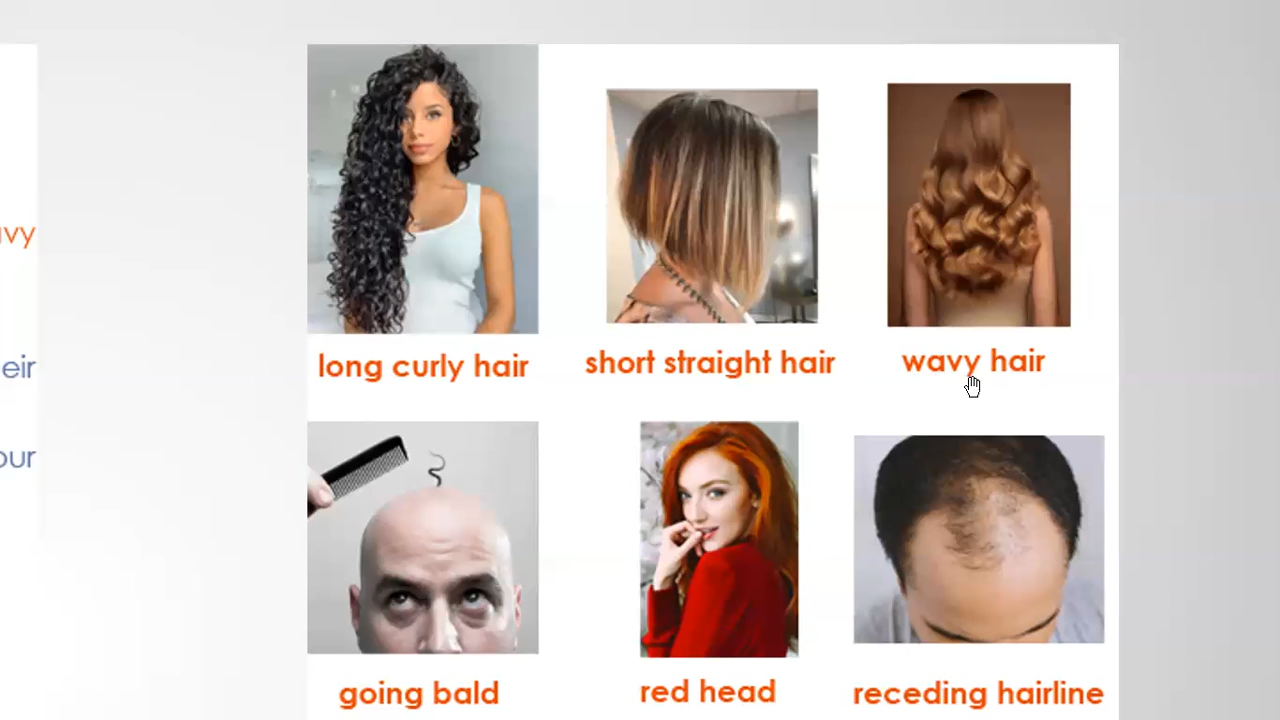 long curly hair
short straight hair
wavy hair
going bald
red head
receding hairline